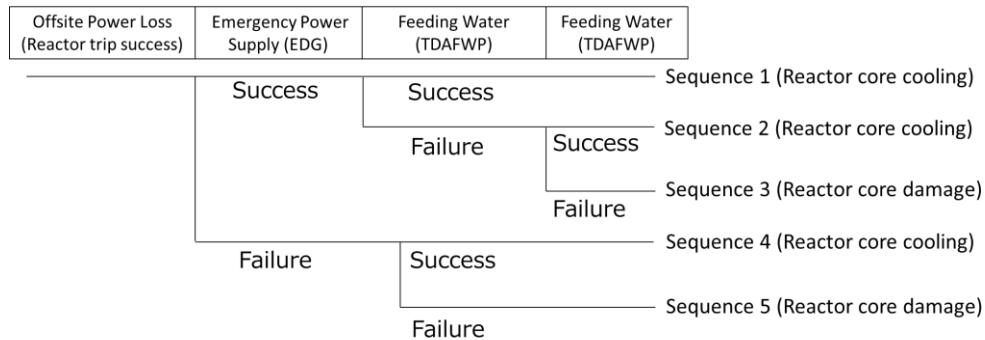 Offsite Power Loss
(Reactor trip success)
Emergency Power
Supply (EDG)
Feeding Water
(TDAFWP)
Feeding Water
(TDAFWP)
Success
Success
Sequence 1 (Reactor core cooling)
Failure
Success
Sequence 2 (Reactor core cooling)
Failure
Sequence 3 (Reactor core damage)
Failure
Success
Sequence 4 (Reactor core cooling)
Failure
Sequence 5 (Reactor core damage)